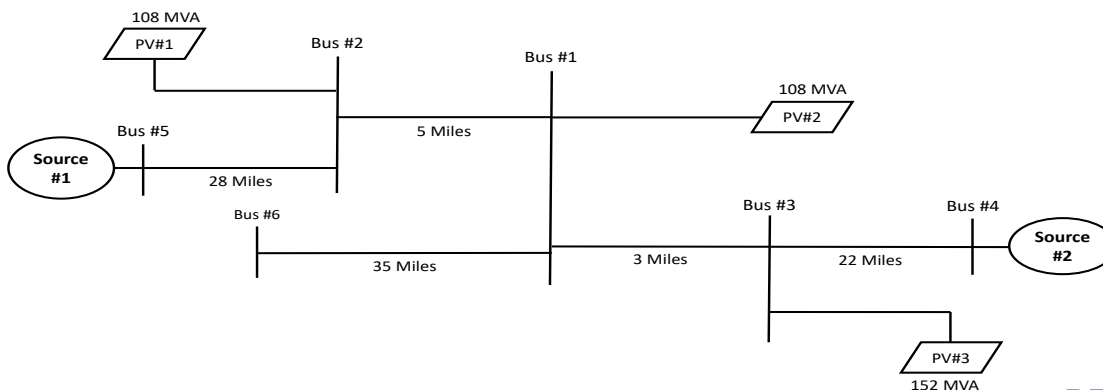 108 MVA
PV#1
Bus #2
Bus #1
108 MVA
PV#2
Bus #5
5 Miles
Source
#1
28 Miles
Bus #6
Bus #3
Bus #4
Source
#2
35 Miles
3 Miles
22 Miles
PV#3
152 MVA